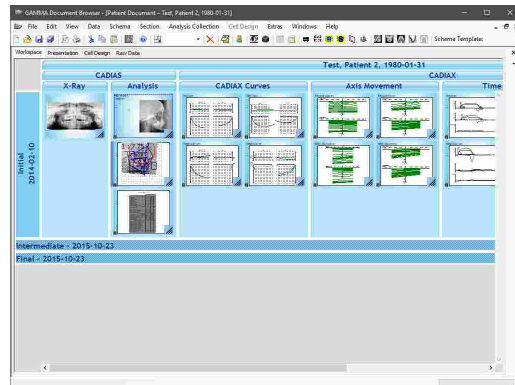 GAMMA Document Browser - [Patient Document - Test, Patient 2, 1980-01-31]
File Edit View Data Schema Section Analysis Collection Cell Design Extras Windows Help
Schema Template:
Workspace Presentation Cell Design Raw Data
Test, Patient 2, 1980-01-31
CADIAS CADIAX
X-Ray Analysis CADIAX Curves Axis Movement Time
Initial
2014-02-10
Intermediate - 2015-10-23
Final - 2015-10-23